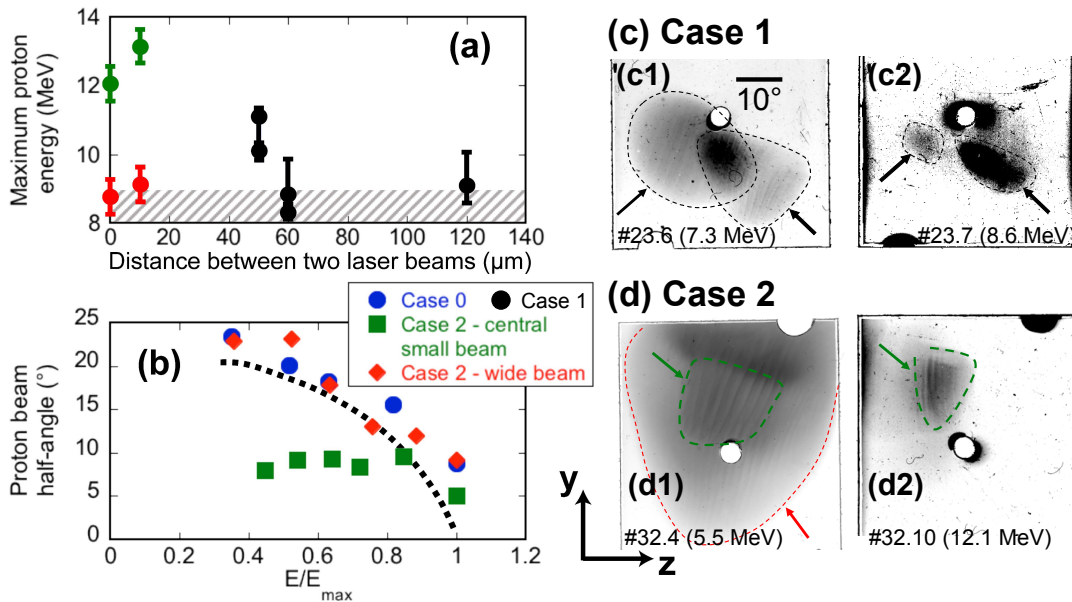 14
12
10
8
Maximum proton
energy (MeV)
(a)
0 20 40 60 80 100 120 140
Distance between two laser beams (µm)
Case 0
Case 1
Case 2 - central
small beam
Case 2 - wide beam
25
20
15
10
5
0
Proton beam
half-angle (°)
(b)
0 0.2 0.4 0.6 0.8 1 1.2
E/Emax
(c) Case 1
(c1)
10°
#23.6 (7.3 MeV)
(c2)
#23.7 (8.6 MeV)
(d) Case 2
(d1)
#32.4 (5.5 MeV)
(d2)
#32.10 (12.1 MeV)
y
z